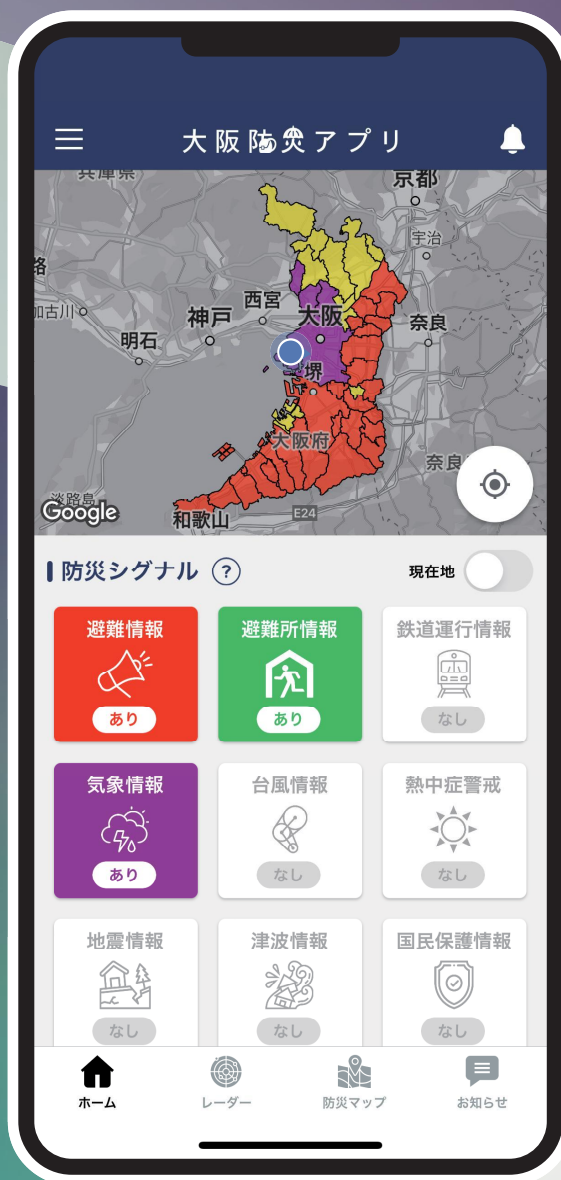 大阪防災アプリ
兵庫県
京都
宇治
加古川
西宮
神戸
大阪
奈良
明石
堺
大阪府
奈良
淡路島
Google
和歌山
E24
防災シグナル ?
現在地
避難情報
あり
避難所情報
あり
鉄道運行情報
なし
気象情報
あり
台風情報
なし
熱中症警戒
なし
地震情報
なし
津波情報
なし
国民保護情報
なし
ホーム
レーダー
防災マップ
お知らせ